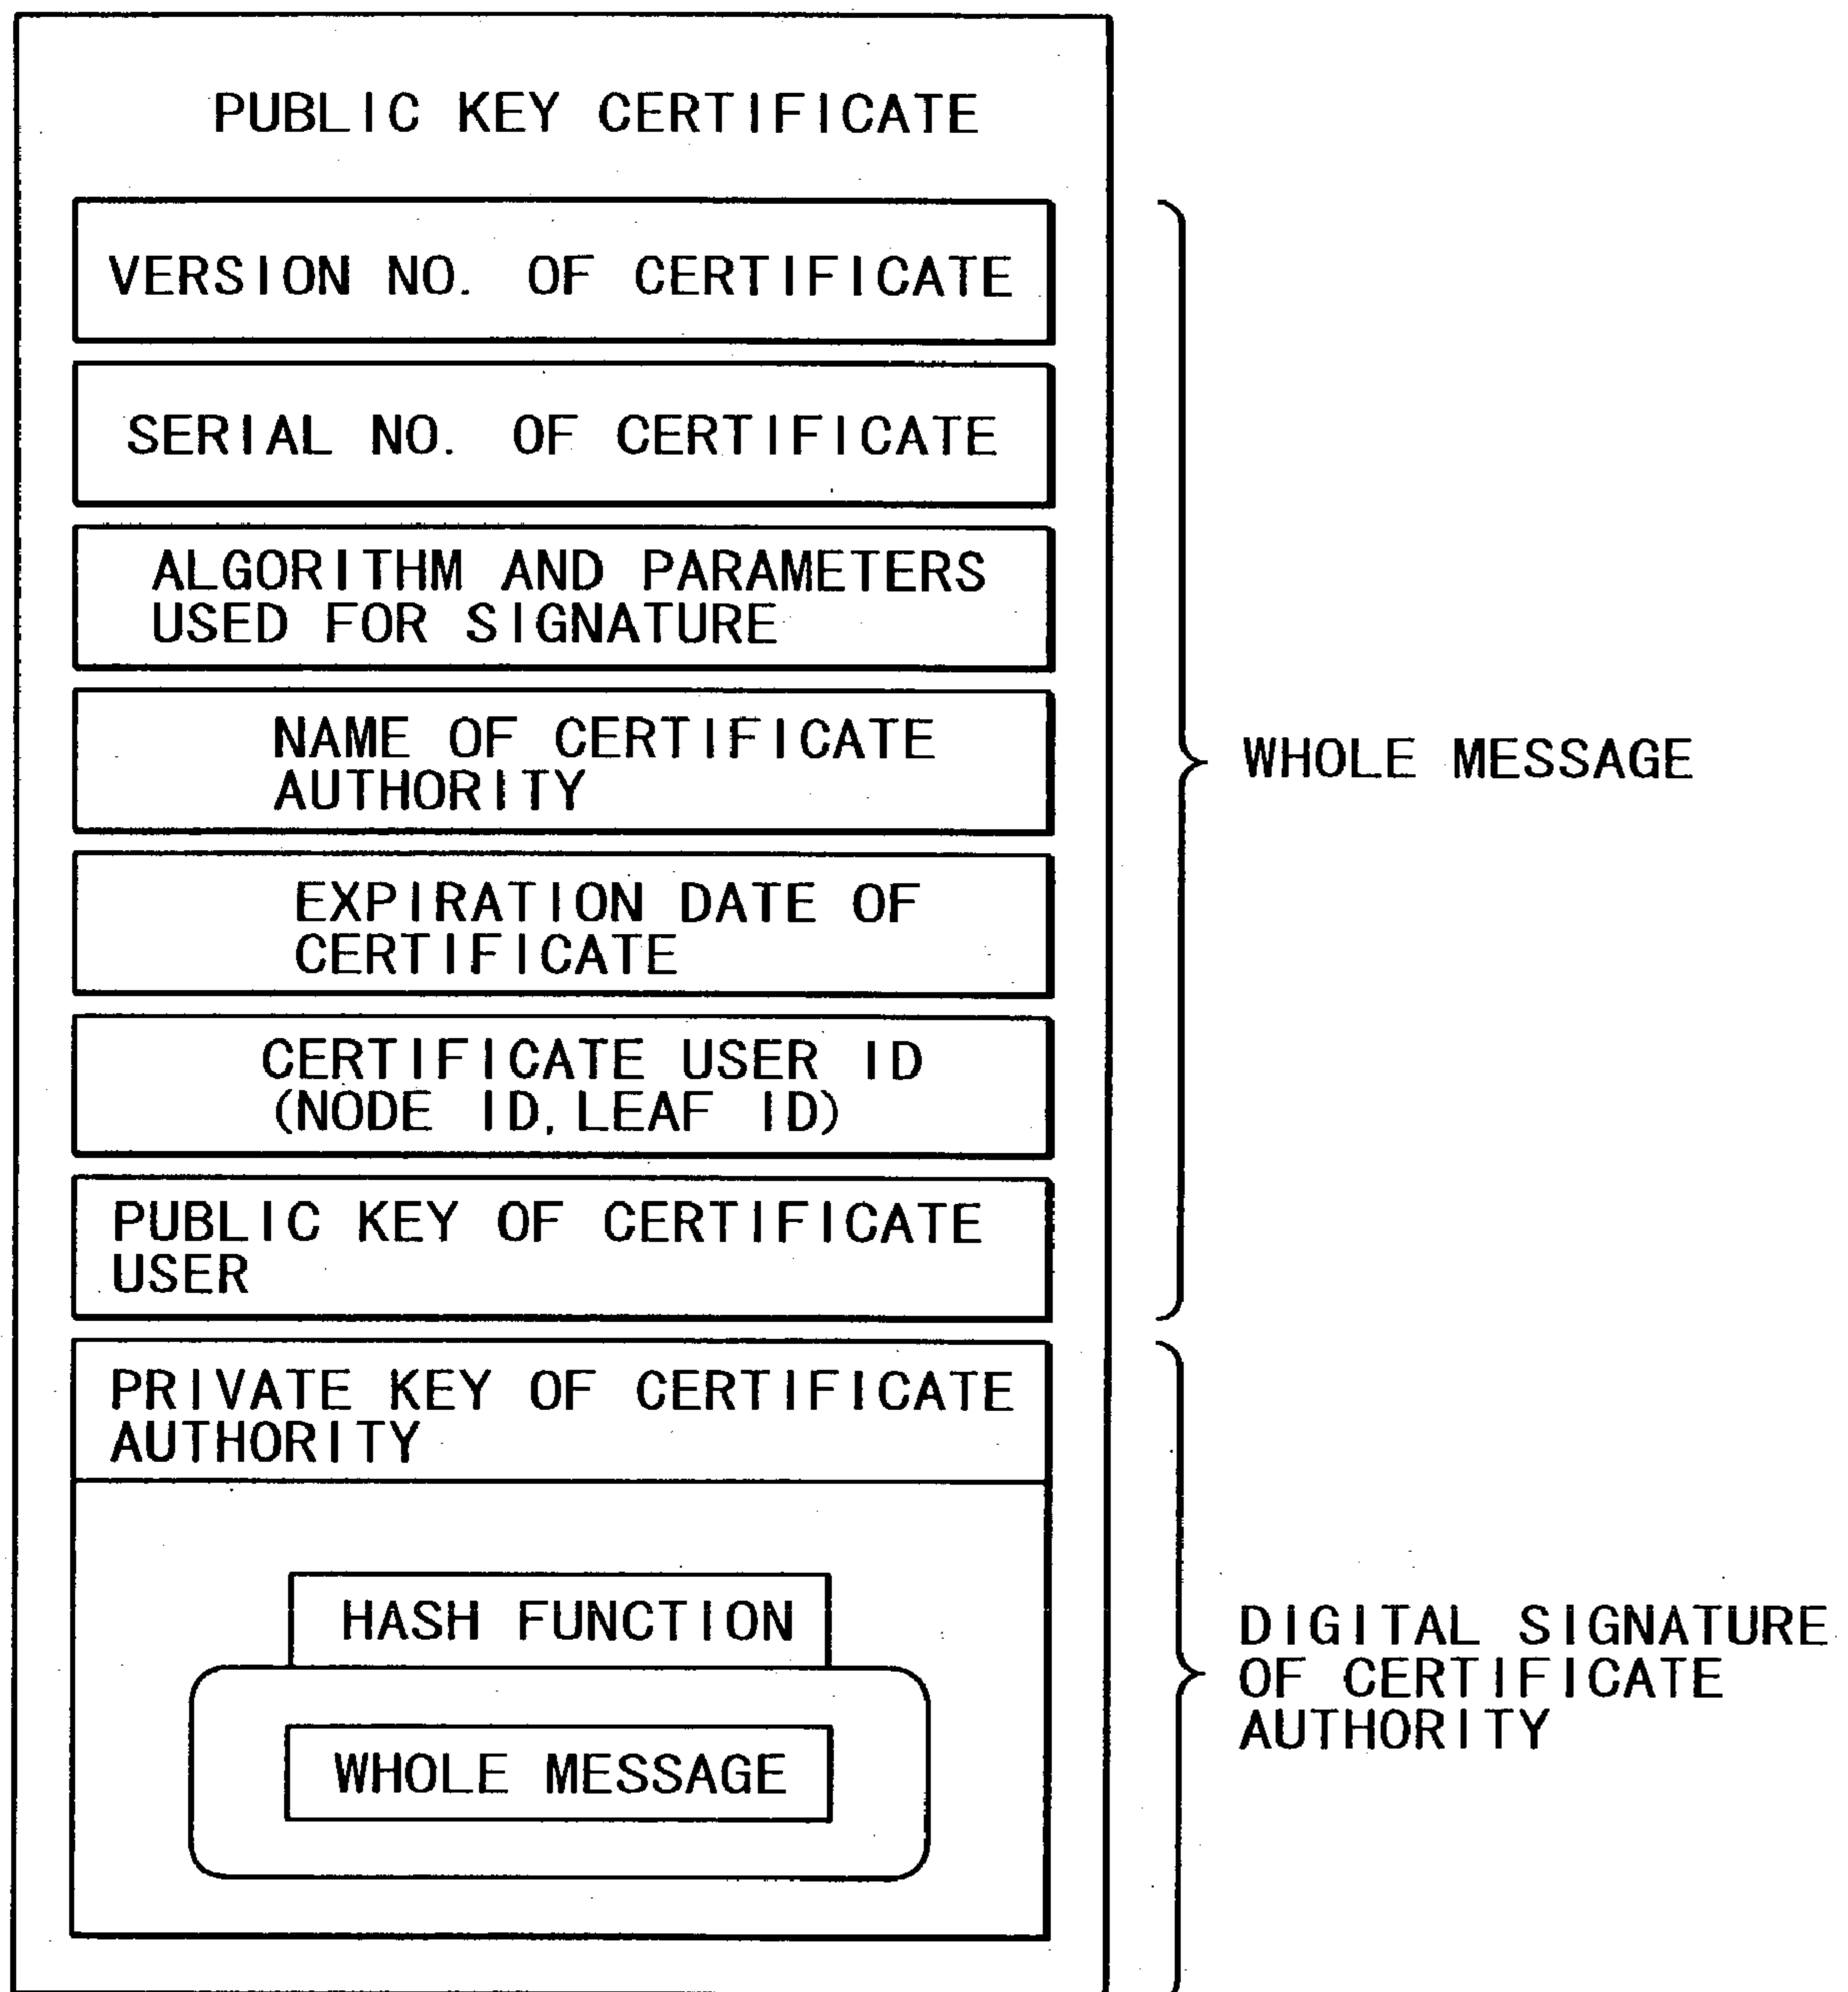 PUBLIC KEY CERTIFICATE
VERSION NO. OF CERTIFICATE
SERIAL NO. OF CERTIFICATE
ALGORITHM AND PARAMETERS
USED FOR SIGNATURE
NAME OF CERTIFICATE
AUTHORITY
EXPIRATION DATE OF
CERTIFICATE
CERTIFICATE USER ID
(NODE ID, LEAF ID)
PUBLIC KEY OF CERTIFICATE
USER
WHOLE MESSAGE
PRIVATE KEY OF CERTIFICATE
AUTHORITY
HASH FUNCTION
WHOLE MESSAGE
DIGITAL SIGNATURE
OF CERTIFICATE
AUTHORITY